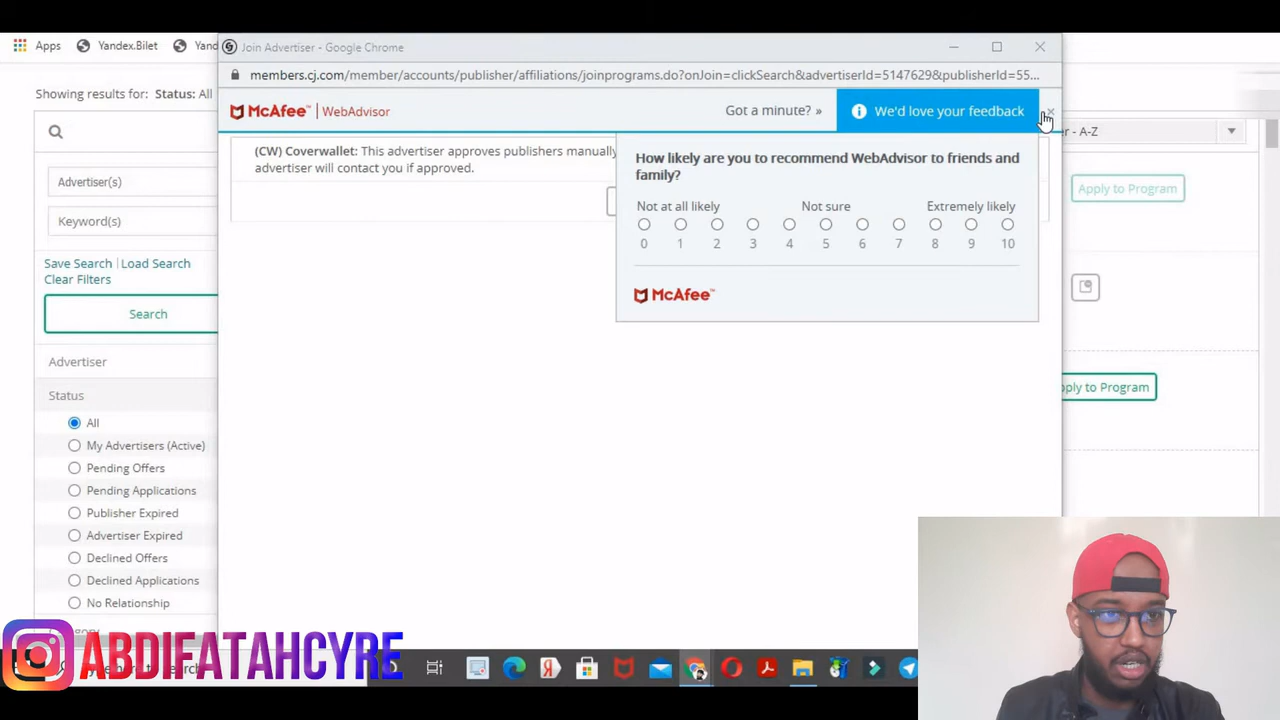 Apps Yandex.Bilet Yand
Join Advertiser - Google Chrome
members.cj.com/member/accounts/publisher/affiliations/joinprograms.do?onJoin=clickSearch&advertiserId=5147629&publisherId=55...
Showing results for: Status: All
McAfee™ | WebAdvisor
Got a minute? »
We'd love your feedback
- A-Z
(CW) Coverwallet: This advertiser approves publishers manually
advertiser will contact you if approved.
How likely are you to recommend WebAdvisor to friends and
family?
Not at all likely Not sure Extremely likely
0 1 2 3 4 5 6 7 8 9 10
McAfee™
Advertiser(s)
Keyword(s)
Save Search | Load Search
Clear Filters
Search
Advertiser
Status
All
My Advertisers (Active)
Pending Offers
Pending Applications
Publisher Expired
Advertiser Expired
Declined Offers
Declined Applications
No Relationship
Apply to Program
pply to Program
ABDIFATAHCYRE